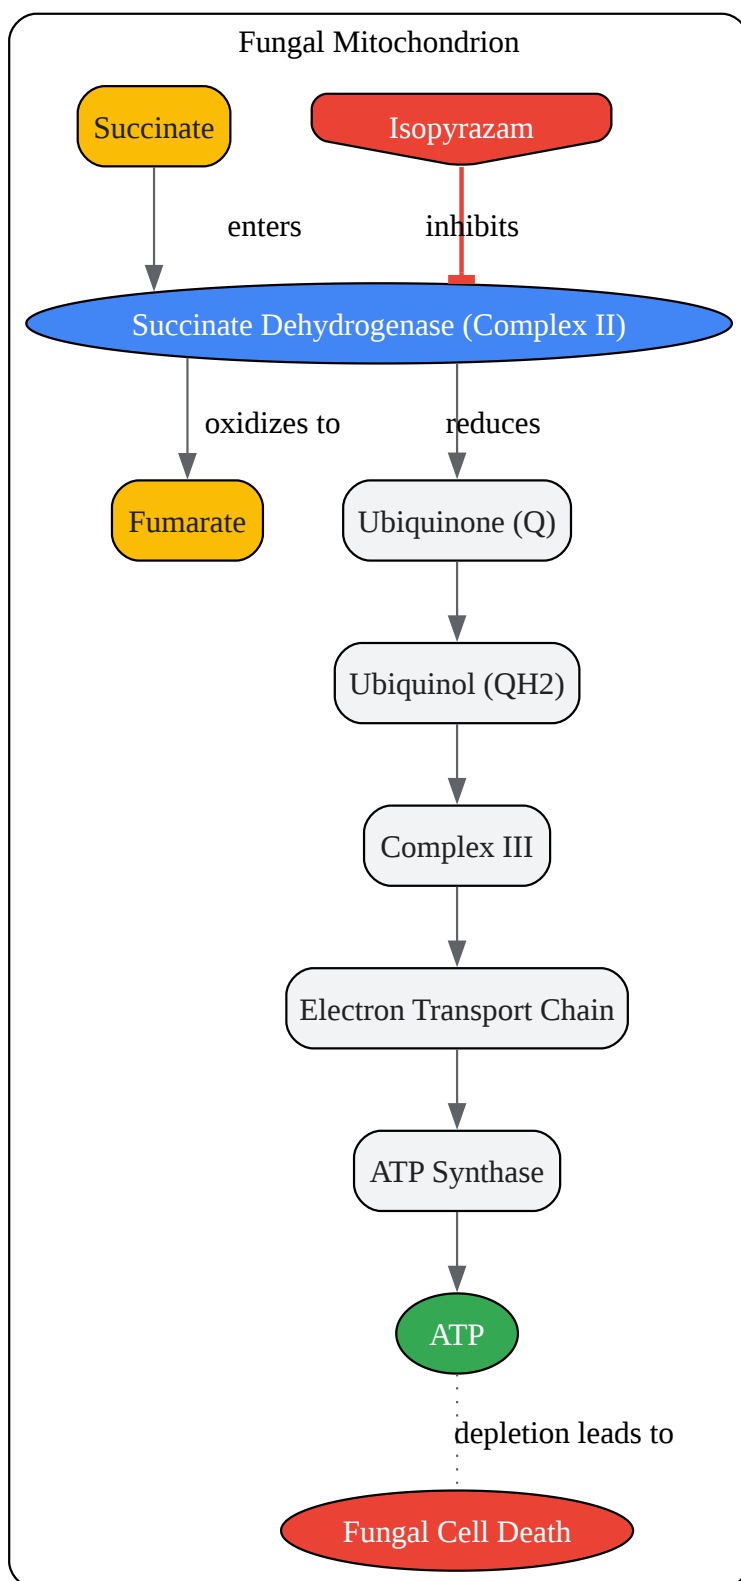 Fungal Mitochondrion
Succinate
Isopyrazam
enters
inhibits
Succinate Dehydrogenase (Complex II)
oxidizes to
reduces
Fumarate
Ubiquinone (Q)
Ubiquinol (QH2)
Complex III
Electron Transport Chain
ATP Synthase
ATP
depletion leads to
Fungal Cell Death